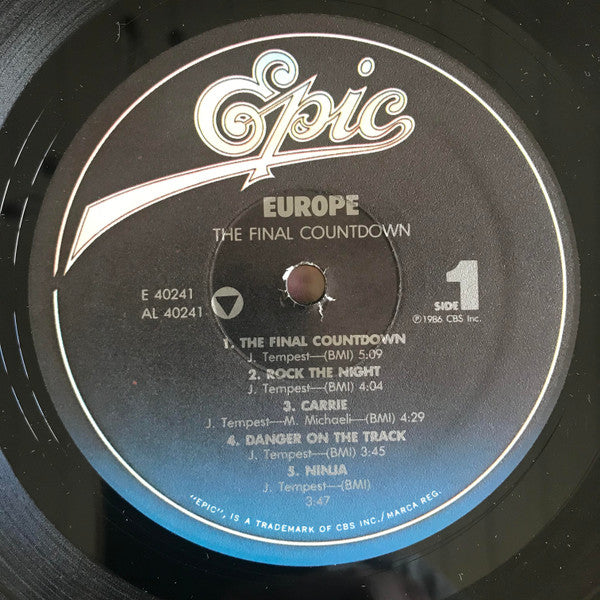 Epic
EUROPE
THE FINAL COUNTDOWN
E 40241
AL 40241
SIDE 1
℗1986 CBS Inc.
1. THE FINAL COUNTDOWN
J. Tempest—(BMI) 5:09
2. ROCK THE NIGHT
J. Tempest—(BMI) 4:04
3. CARRIE
J. Tempest—M. Michaeli—(BMI) 4:29
4. DANGER ON THE TRACK
J. Tempest—(BMI) 3:45
5. NINJA
J. Tempest—(BMI)
3:47
"EPIC", IS A TRADEMARK OF CBS INC./MARCA REG.